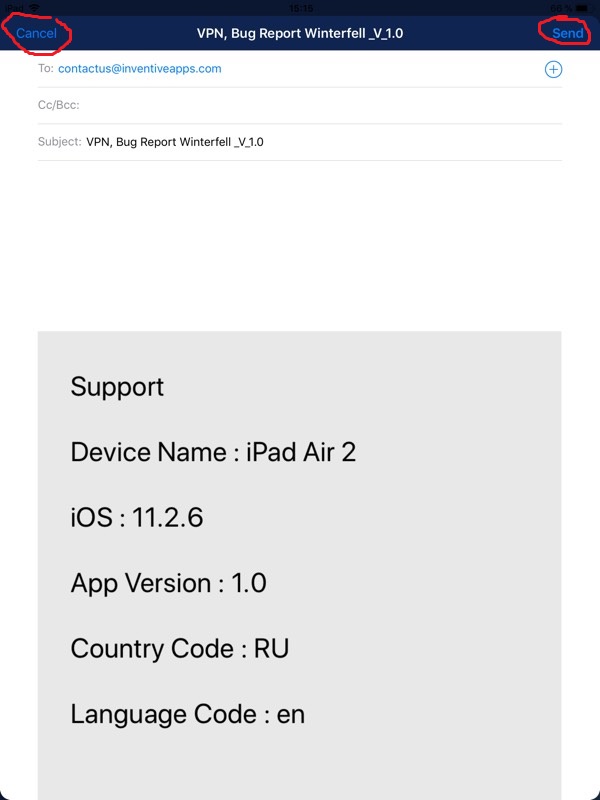 iPad 18:15 66 %
Cancel VPN, Bug Report Winterfell _V_1.0 Send
To: contactus@inventiveapps.com
Cc/Bcc:
Subject: VPN, Bug Report Winterfell _V_1.0
Support
Device Name : iPad Air 2
iOS : 11.2.6
App Version : 1.0
Country Code : RU
Language Code : en